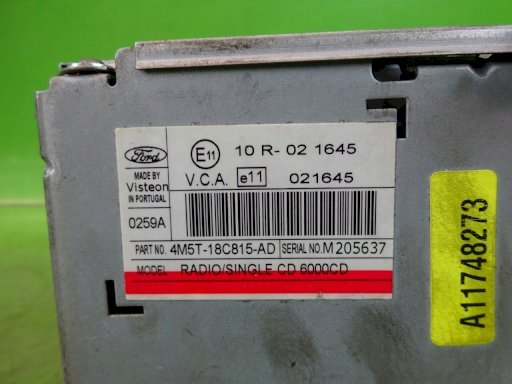 Ford
MADE BY
Visteon
IN PORTUGAL
0259A
E11 10 R- 02 1645
V.C.A. e11 021645
PART NO. 4M5T-18C815-AD SERIAL NO. M205637
MODEL RADIO/SINGLE CD 6000CD
A11748273